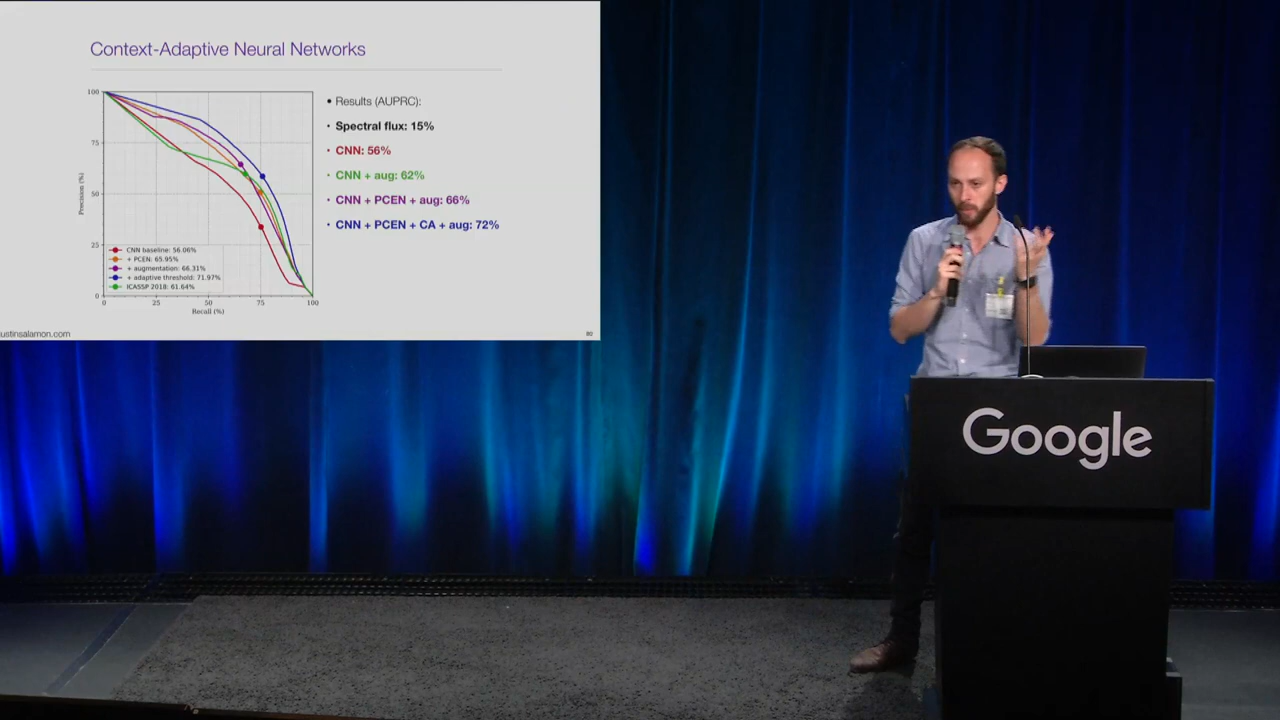 Context-Adaptive Neural Networks
• Results (AUPRC):
· Spectral flux: 15%
· CNN: 56%
· CNN + aug: 62%
· CNN + PCEN + aug: 66%
· CNN + PCEN + CA + aug: 72%
100
75
50
25
0
Precision (%)
CNN baseline: 56.06%
+ PCEN: 65.95%
+ augmentation: 66.31%
+ adaptive threshold: 71.97%
ICASSP 2018: 61.64%
0 25 50 75 100
Recall (%)
ustinsalamon.com
Google